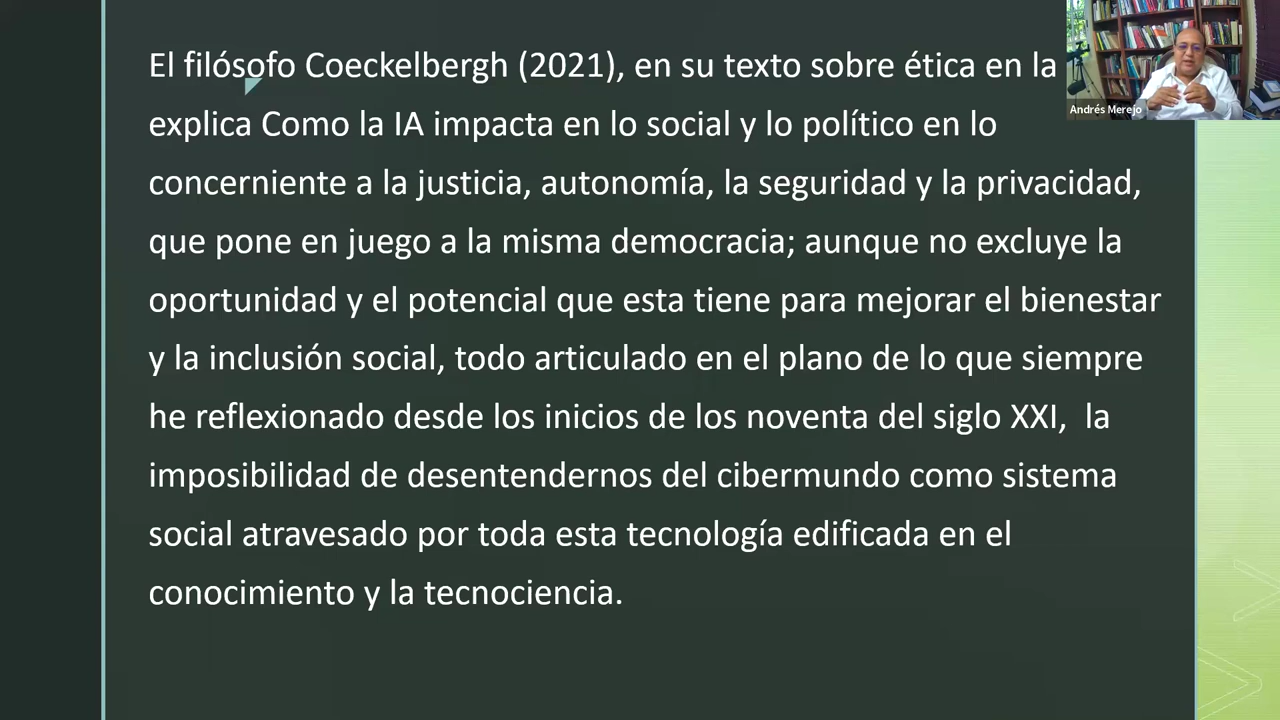 El filósofo Coeckelbergh (2021), en su texto sobre ética en la
explica Como la IA impacta en lo social y lo político en lo
concerniente a la justicia, autonomía, la seguridad y la privacidad,
que pone en juego a la misma democracia; aunque no excluye la
oportunidad y el potencial que esta tiene para mejorar el bienestar
y la inclusión social, todo articulado en el plano de lo que siempre
he reflexionado desde los inicios de los noventa del siglo XXI, la
imposibilidad de desentendernos del cibermundo como sistema
social atravesado por toda esta tecnología edificada en el
conocimiento y la tecnociencia.
Andrés Merejo